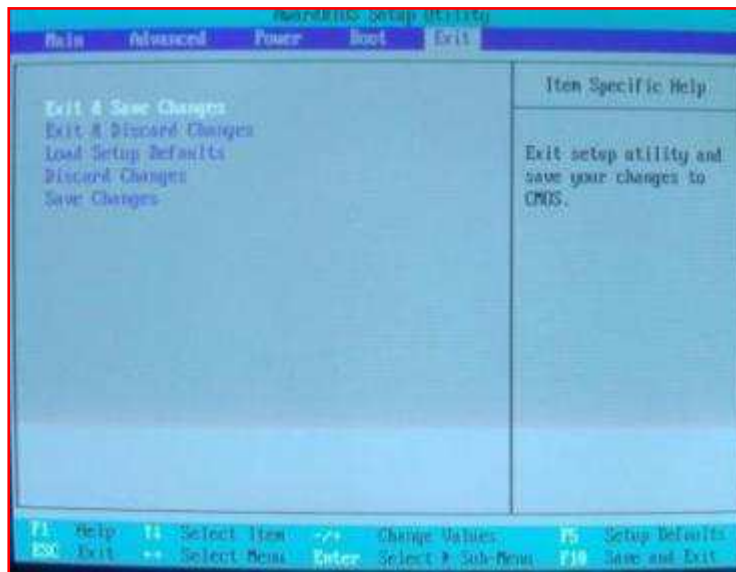 AwardBIOS Setup Utility
Main Advanced Power Boot Exit
Item Specific Help
Exit & Save Changes
Exit & Discard Changes
Load Setup Defaults
Discard Changes
Save Changes
Exit setup utility and
save your changes to
CMOS.
F1 Help ↑↓ Select Item -/+ Change Values F5 Setup Defaults
ESC Exit ↔ Select Menu Enter Select ▶ Sub-Menu F10 Save and Exit